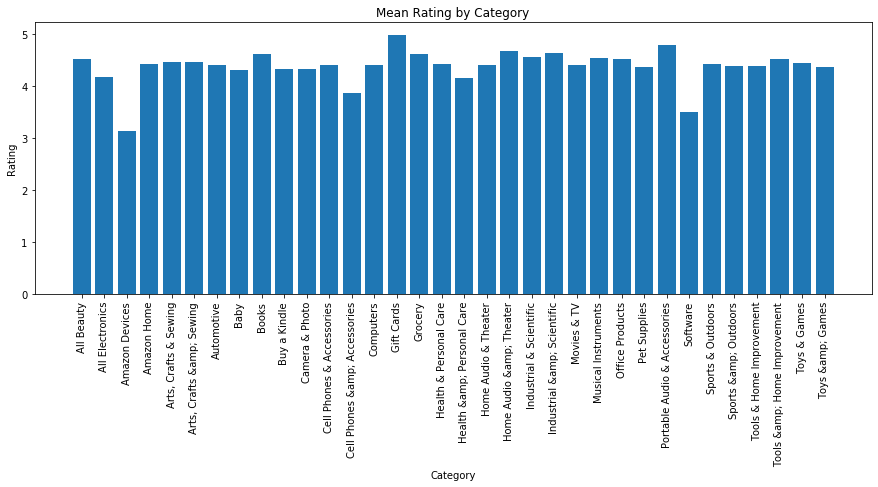 Mean Rating by Category
Rating
5
4
3
2
1
0
All Beauty
All Electronics
Amazon Devices
Amazon Home
Arts, Crafts & Sewing
Arts, Crafts &amp; Sewing
Automotive
Baby
Books
Buy a Kindle
Camera & Photo
Cell Phones & Accessories
Cell Phones &amp; Accessories
Computers
Gift Cards
Grocery
Health & Personal Care
Health &amp; Personal Care
Home Audio & Theater
Home Audio &amp; Theater
Industrial & Scientific
Industrial &amp; Scientific
Movies & TV
Musical Instruments
Office Products
Pet Supplies
Portable Audio & Accessories
Software
Sports & Outdoors
Sports &amp; Outdoors
Tools & Home Improvement
Tools &amp; Home Improvement
Toys & Games
Toys &amp; Games
Category